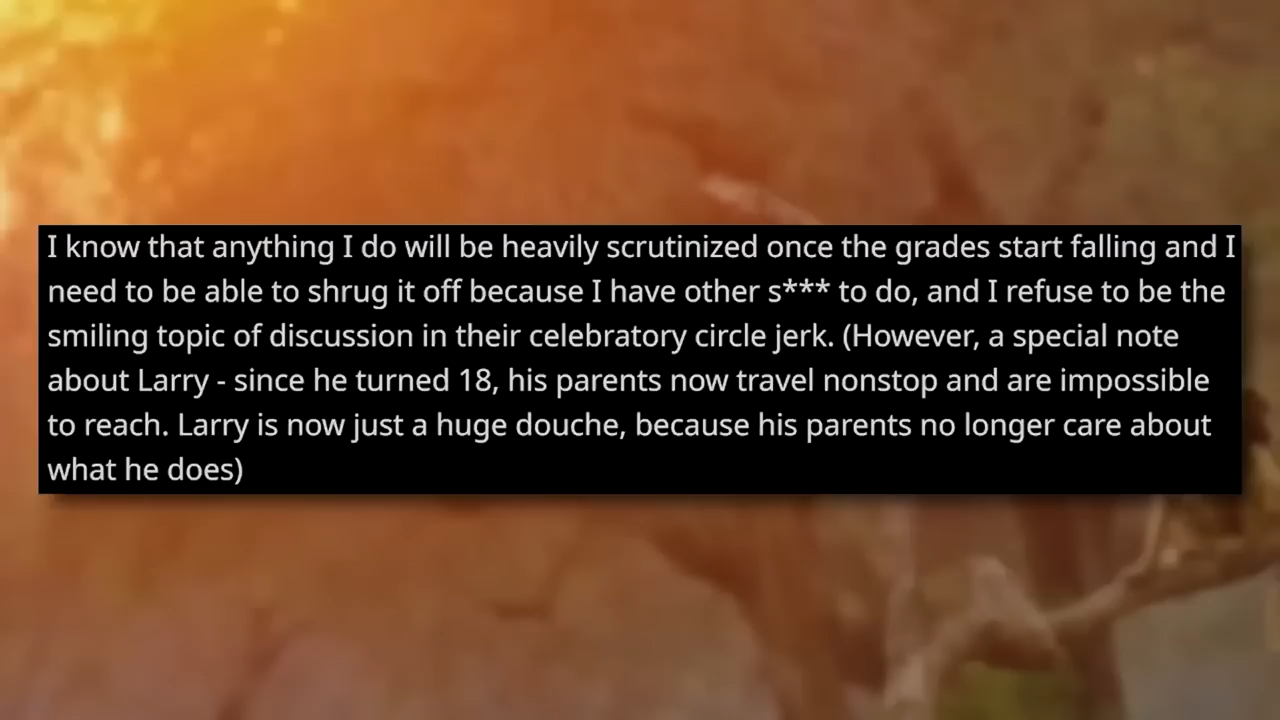 I know that anything I do will be heavily scrutinized once the grades start falling and I
need to be able to shrug it off because I have other s*** to do, and I refuse to be the
smiling topic of discussion in their celebratory circle jerk. (However, a special note
about Larry - since he turned 18, his parents now travel nonstop and are impossible
to reach. Larry is now just a huge douche, because his parents no longer care about
what he does)